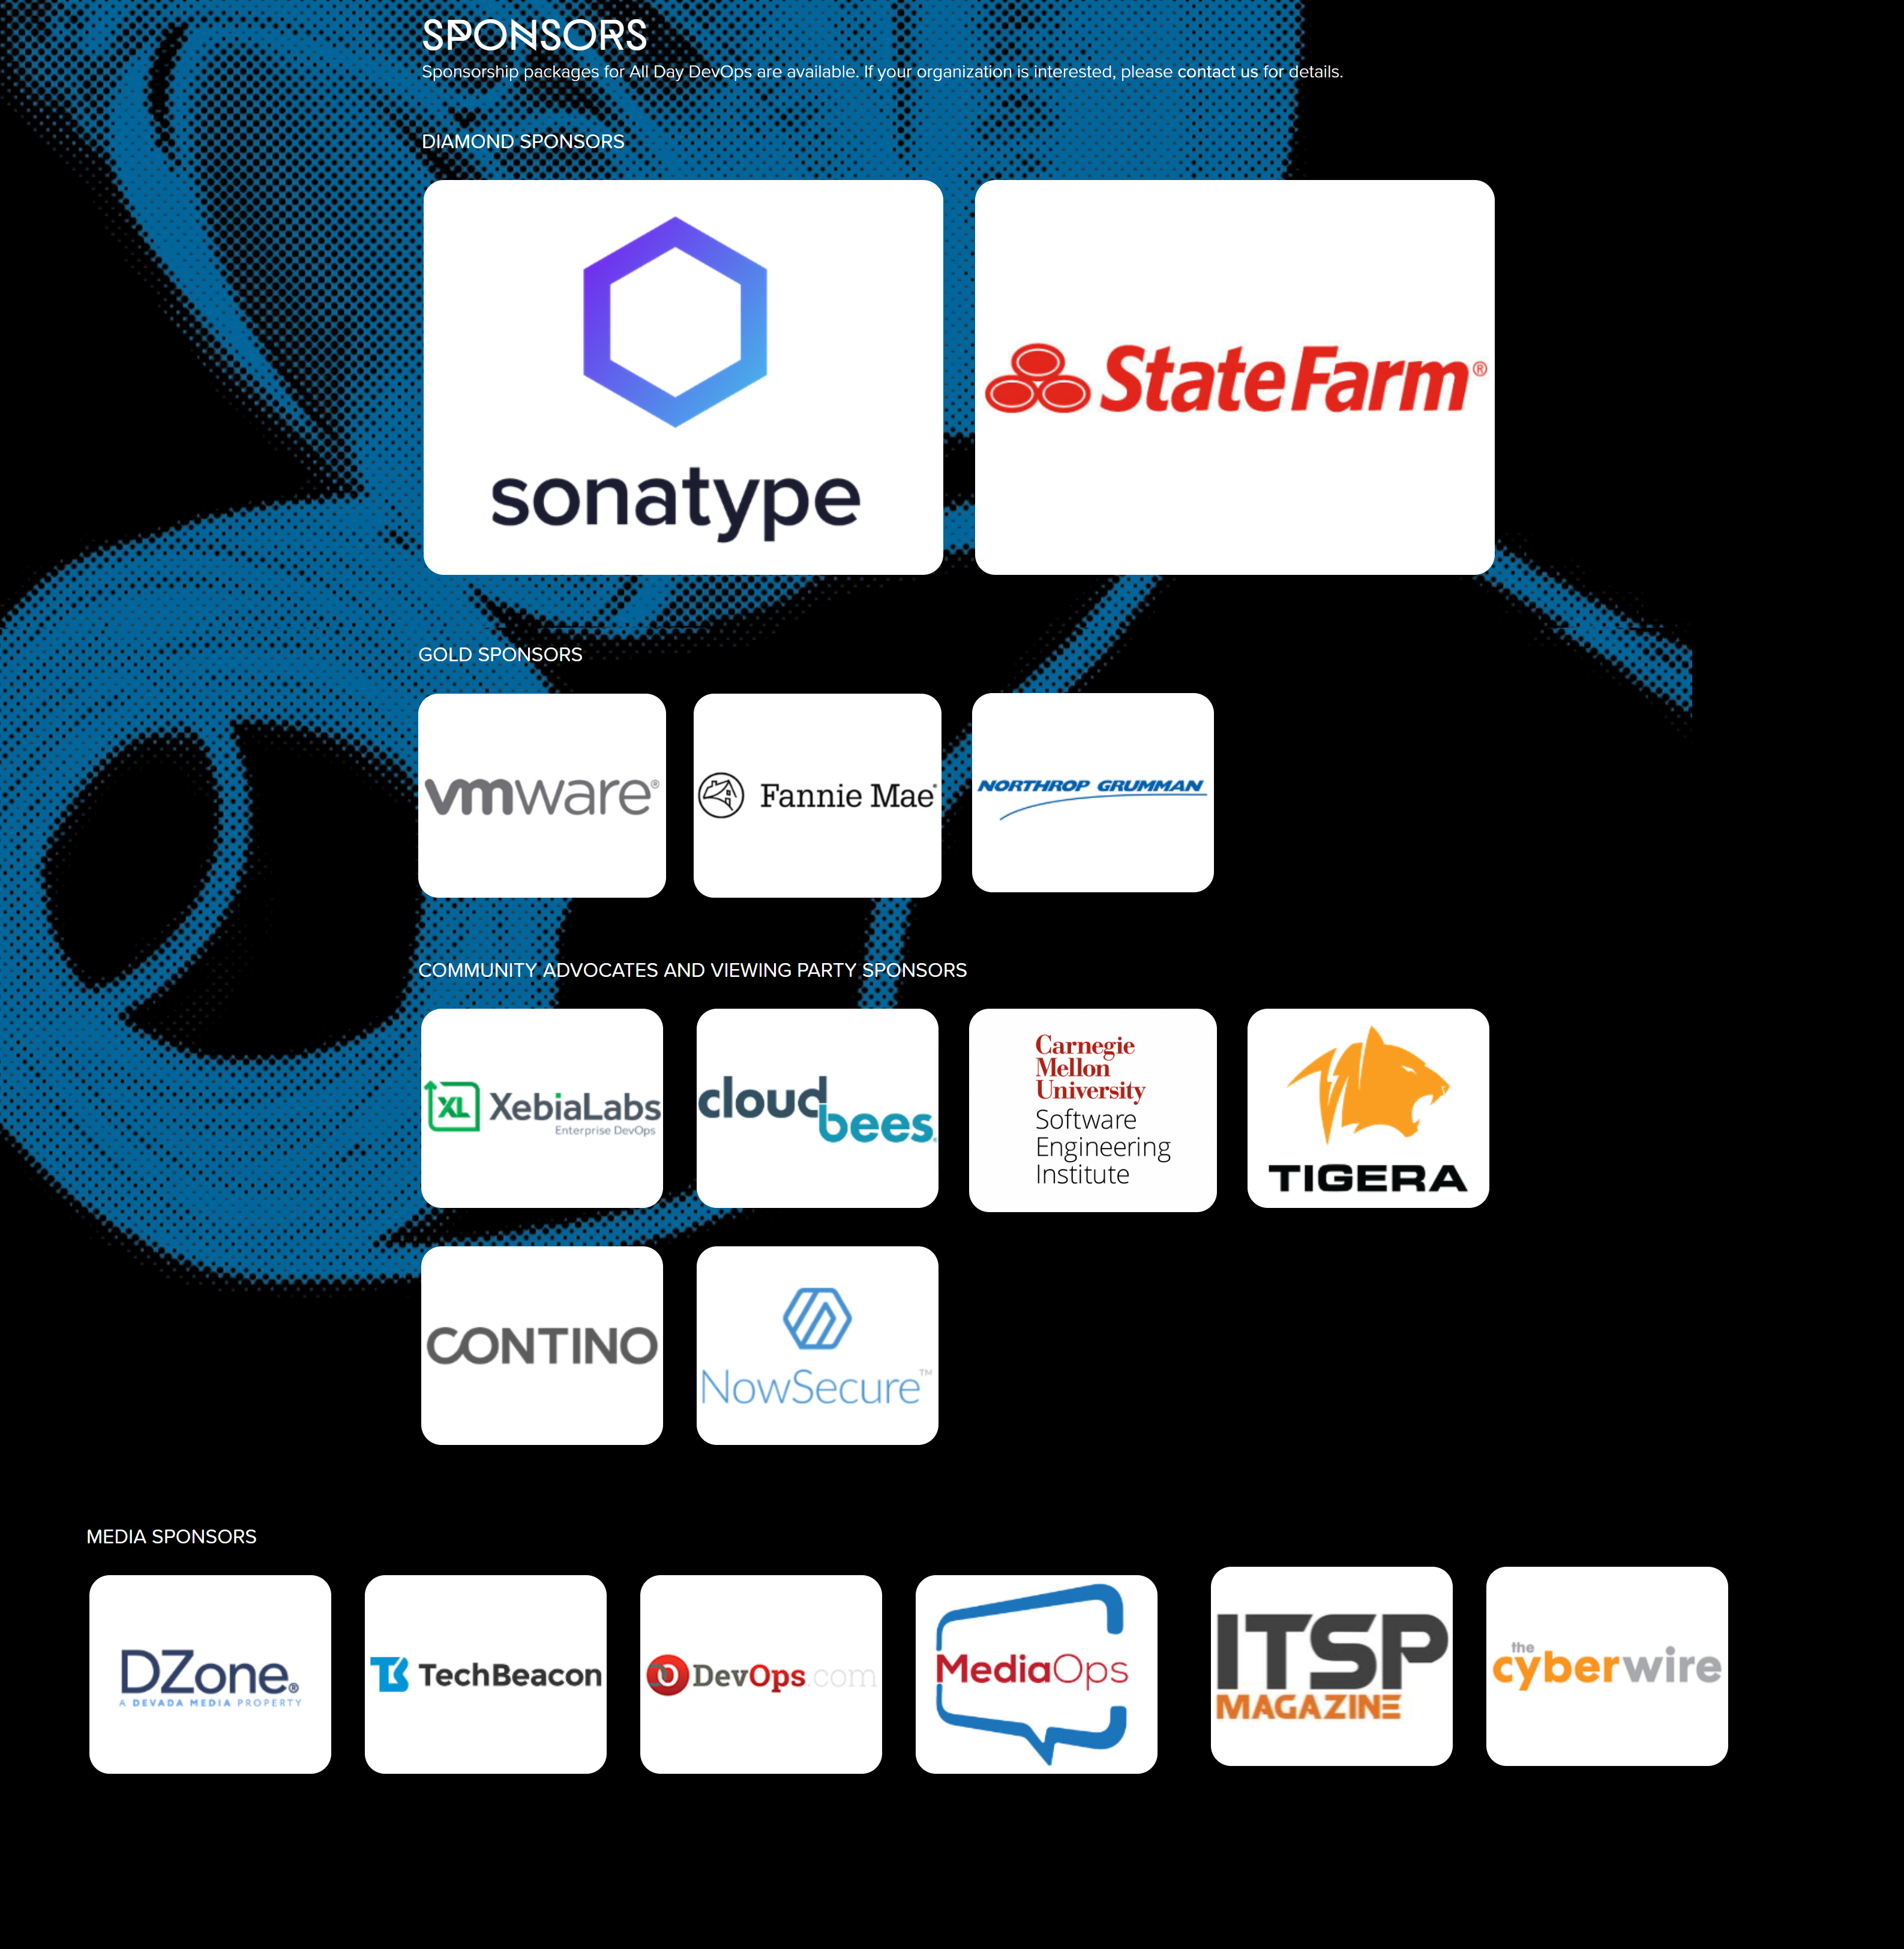 SPONSORS
Sponsorship packages for All Day DevOps are available. If your organization is interested, please contact us for details.
DIAMOND SPONSORS
sonatype
StateFarm®
GOLD SPONSORS
vmware®
Fannie Mae®
NORTHROP GRUMMAN
COMMUNITY ADVOCATES AND VIEWING PARTY SPONSORS
XL XebiaLabs
Enterprise DevOps
cloud
bees®
Carnegie
Mellon
University
Software
Engineering
Institute
TIGERA
CONTINO
NowSecure™
MEDIA SPONSORS
DZone®
A DEVADA MEDIA PROPERTY
TB TechBeacon
DevOps.com
MediaOps
ITSP
MAGAZINE
the
cyberwire